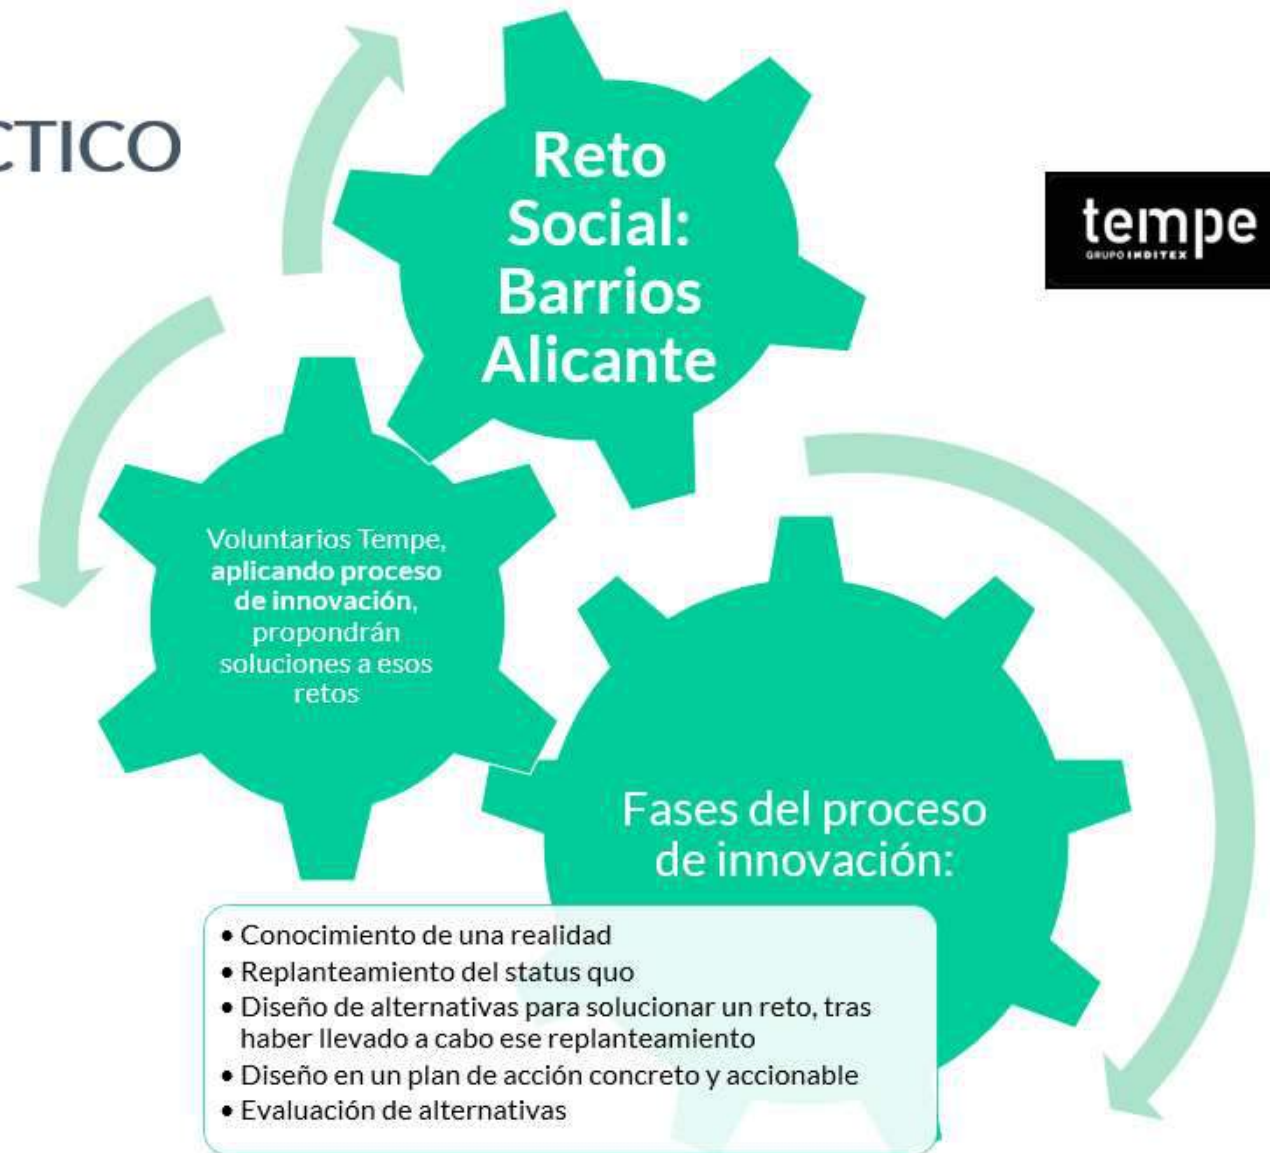 CTICO
Reto
Social:
Barrios
Alicante
tempe
GRUPO INDITEX
Voluntarios Tempe,
aplicando proceso
de innovación,
propondrán
soluciones a esos
retos
Fases del proceso
de innovación:
• Conocimiento de una realidad
• Replanteamiento del status quo
• Diseño de alternativas para solucionar un reto, tras
haber llevado a cabo ese replanteamiento
• Diseño en un plan de acción concreto y accionable
• Evaluación de alternativas